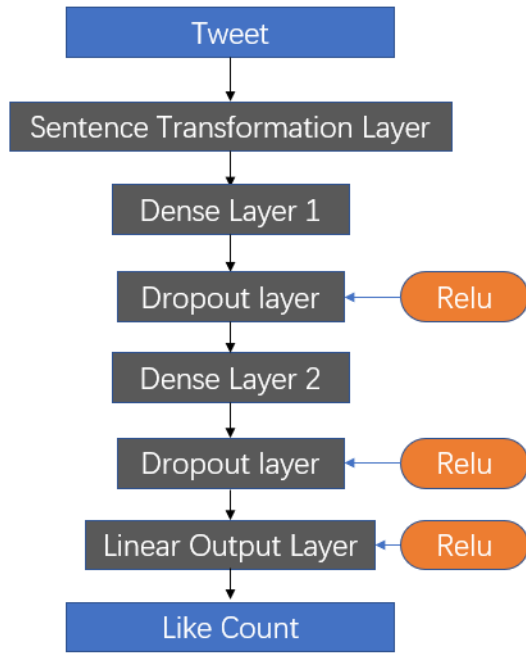 Tweet
Sentence Transformation Layer
Dense Layer 1
Dropout layer
Relu
Dense Layer 2
Dropout layer
Relu
Linear Output Layer
Relu
Like Count